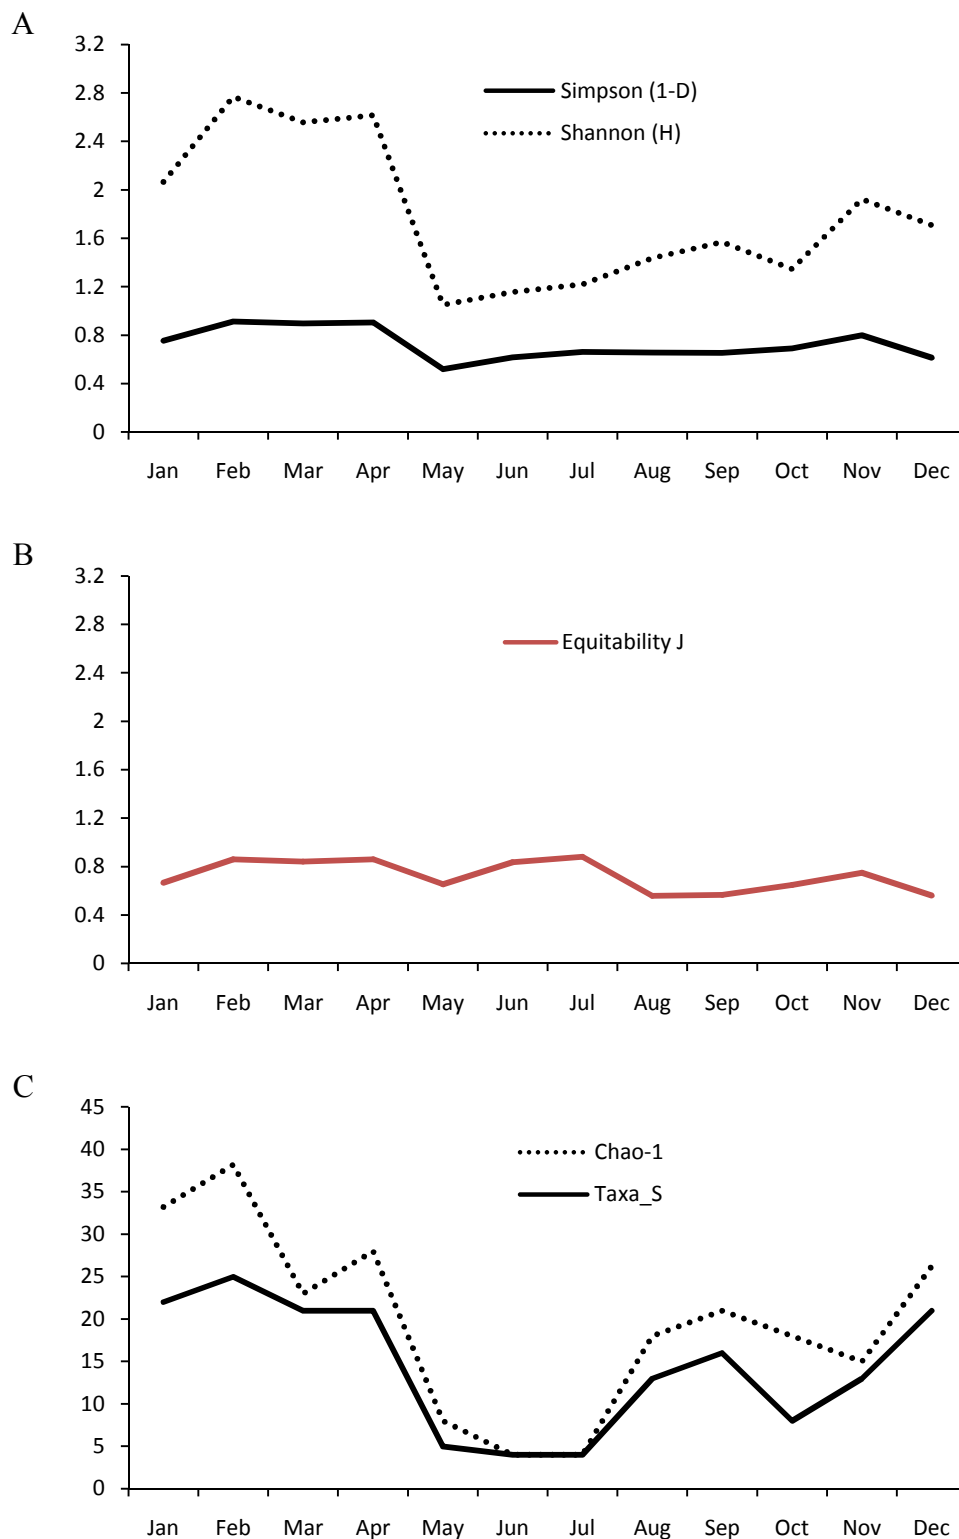 A
3.2
2.8
2.4
2
1.6
1.2
0.8
0.4
0
Simpson (1-D)
Shannon (H)
Jan Feb Mar Apr May Jun Jul Aug Sep Oct Nov Dec
B
3.2
2.8
2.4
2
1.6
1.2
0.8
0.4
0
Equitability J
Jan Feb Mar Apr May Jun Jul Aug Sep Oct Nov Dec
C
45
40
35
30
25
20
15
10
5
0
Chao-1
Taxa_S
Jan Feb Mar Apr May Jun Jul Aug Sep Oct Nov Dec